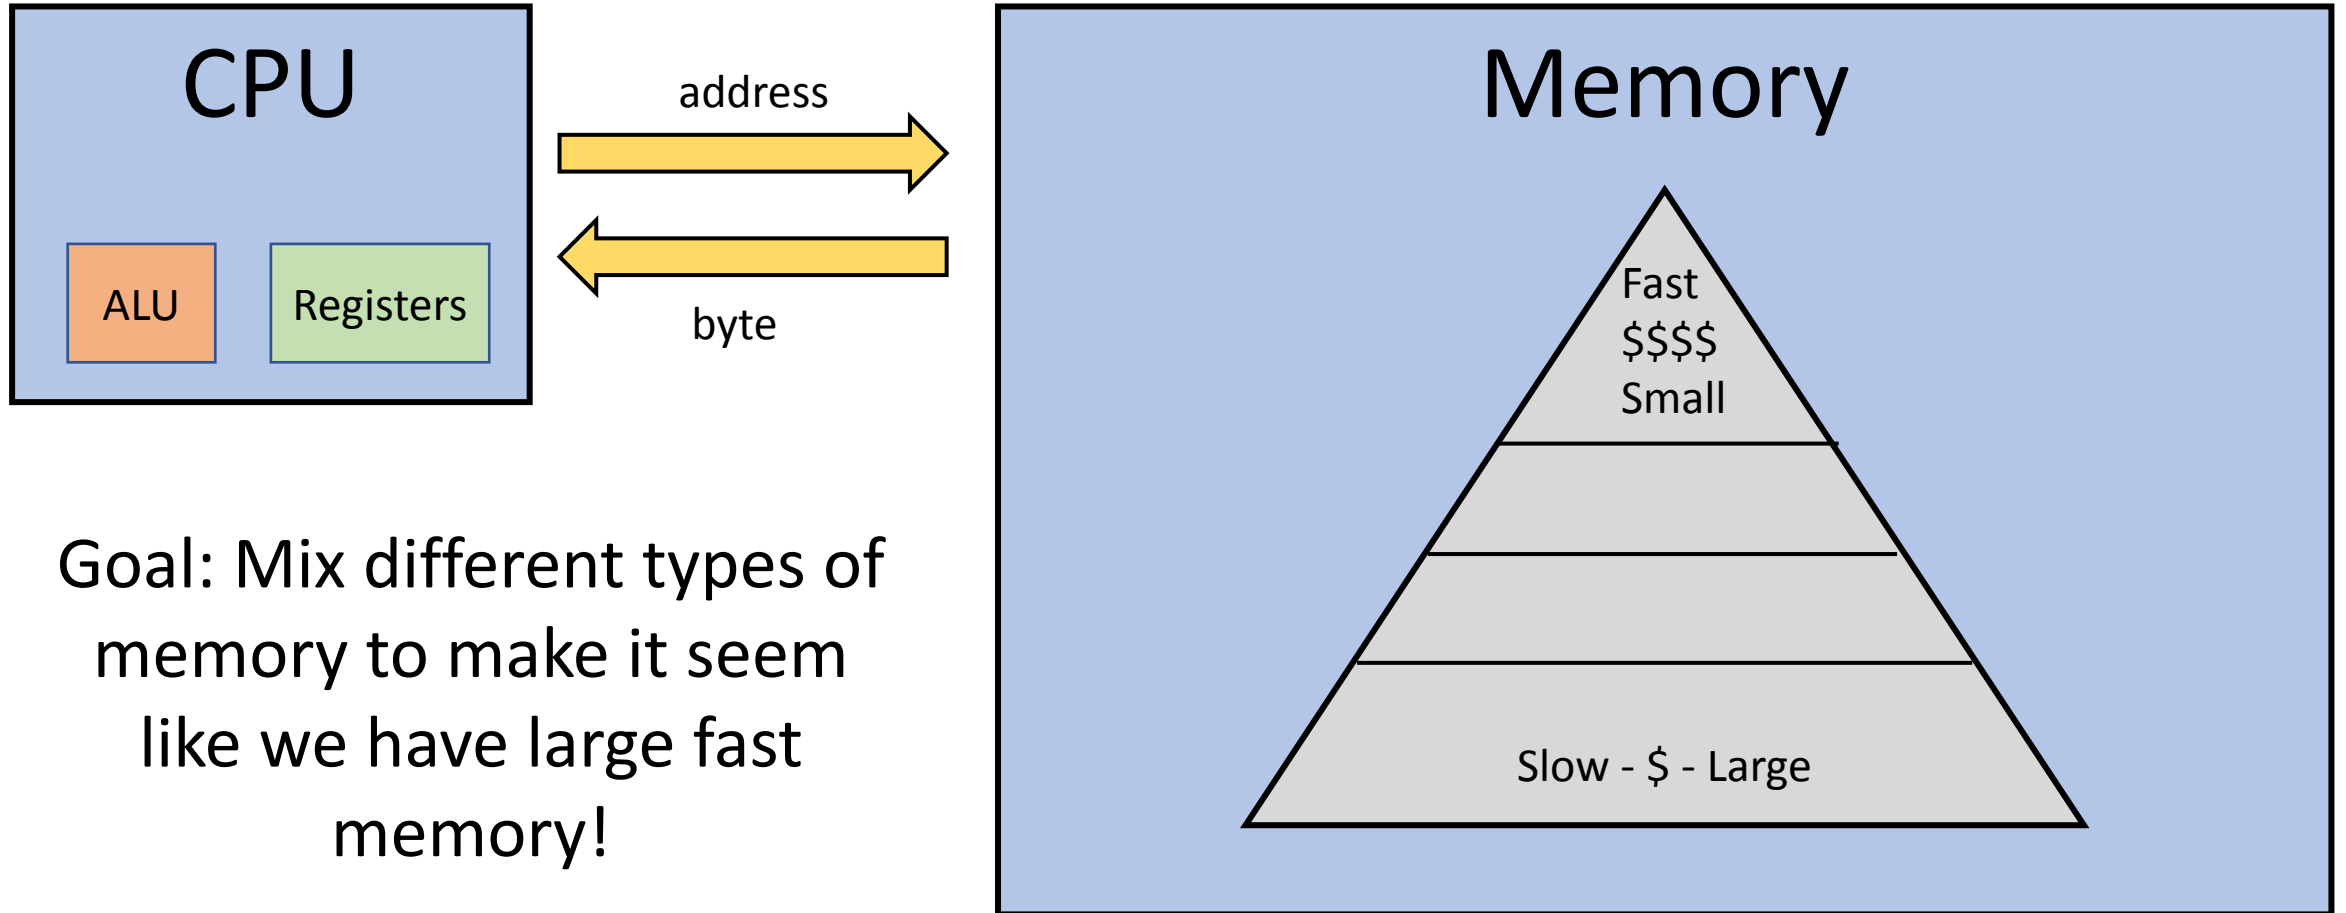 CPU
ALU
Registers
address
byte
Memory
Fast
$$$$
Small
Slow - $ - Large
Goal: Mix different types of
memory to make it seem
like we have large fast
memory!